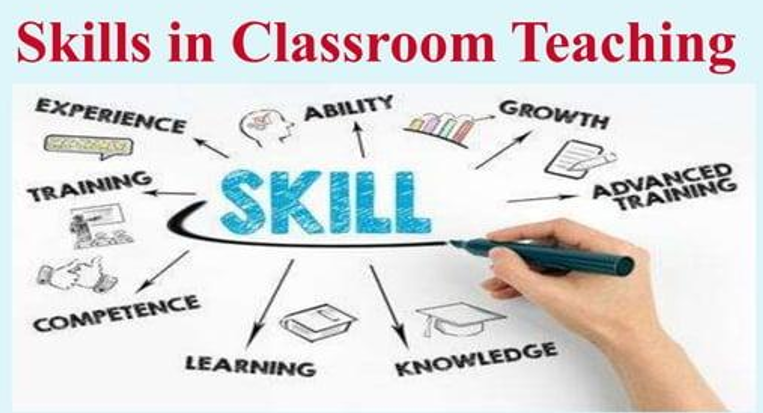 Skills in Classroom Teaching
EXPERIENCE
ABILITY
GROWTH
TRAINING
SKILL
ADVANCED
TRAINING
COMPETENCE
LEARNING
KNOWLEDGE